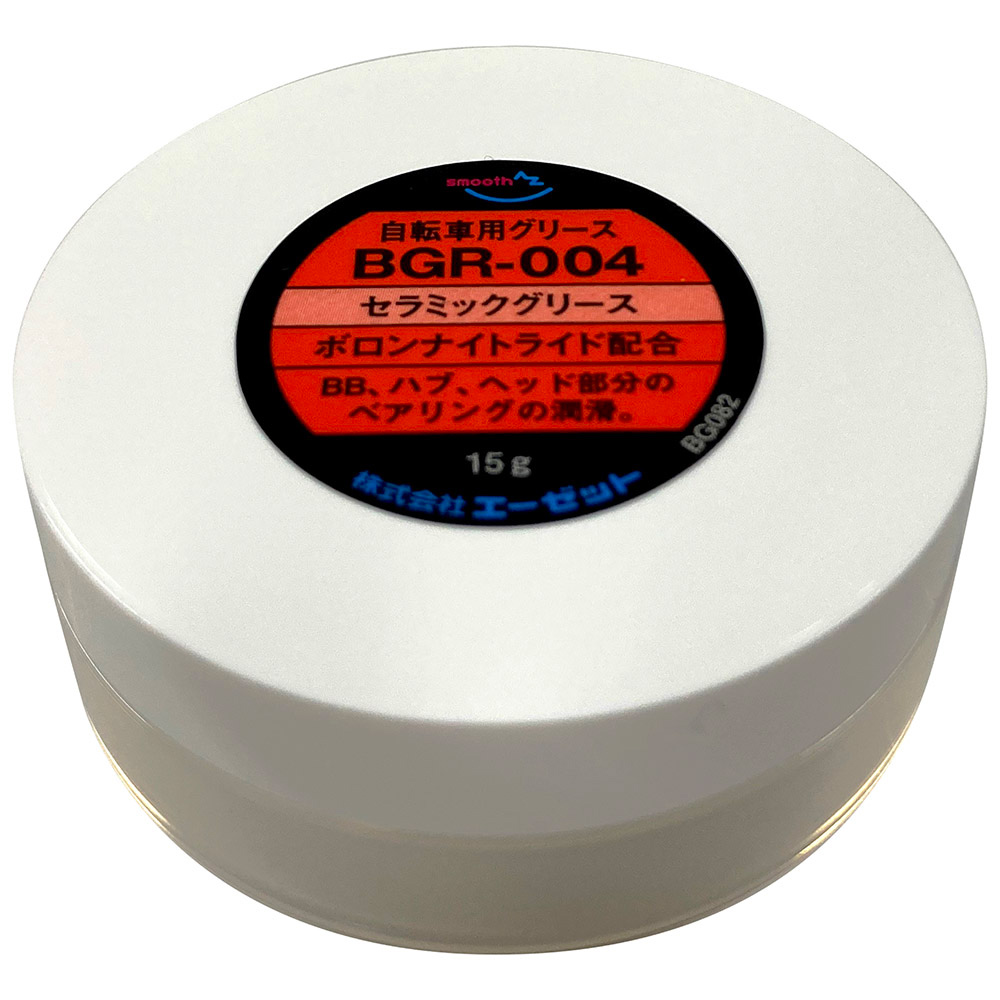 smooth AZ
自転車用グリース
BGR-004
セラミックグリース
ボロンナイトライド配合
BB、ハブ、ヘッド部分の
ベアリングの潤滑。
BG082
15g
株式会社 エーゼット